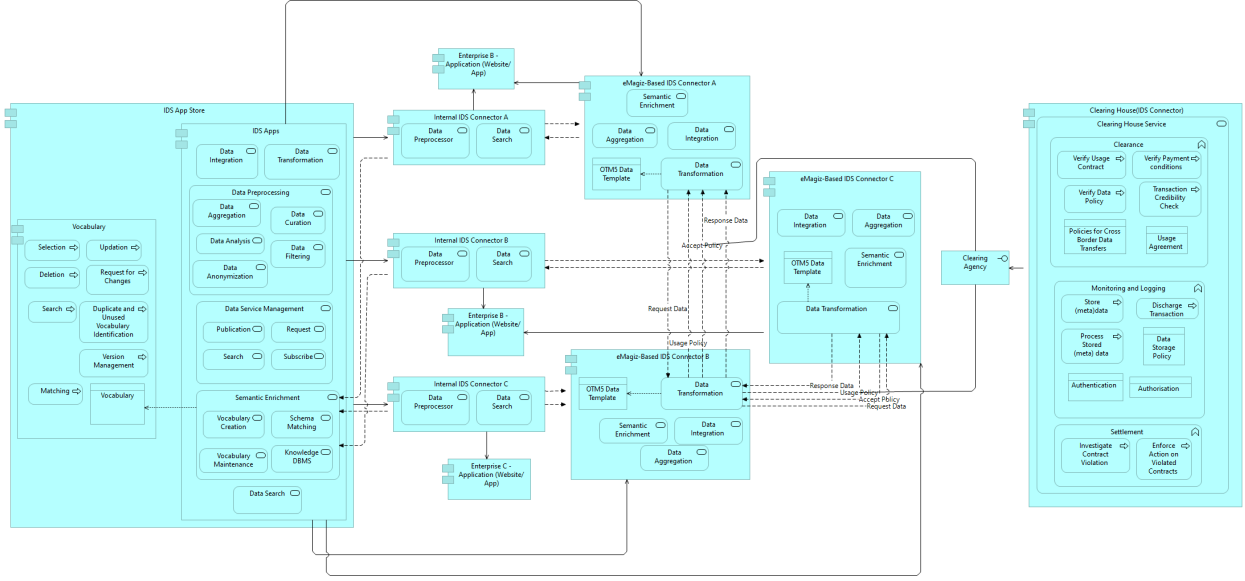 IDS App Store
Vocabulary
Selection
Updation
Deletion
Request for
Changes
Search
Duplicate and
Unused
Vocabulary
Identification
Version
Management
Matching
Vocabulary
IDS Apps
Data
Integration
Data
Transformation
Data Preprocessing
Data
Aggregation
Data
Curation
Data Analysis
Data
Filtering
Data
Anonymization
Data Service Management
Publication
Request
Search
Subscribe
Semantic Enrichment
Vocabulary
Creation
Schema
Matching
Vocabulary
Maintenance
Knowledge
DBMS
Data Search
Enterprise B -
Application (Website/
App)
Internal IDS Connector A
Data
Preprocessor
Data
Search
Internal IDS Connector B
Data
Preprocessor
Data
Search
Enterprise B -
Application (Website/
App)
Internal IDS Connector C
Data
Preprocessor
Data
Search
Enterprise C -
Application (Website/
App)
eMagiz-Based IDS Connector A
Semantic
Enrichment
Data
Aggregation
Data
Integration
OTM5 Data
Template
Data
Transformation
Response Data
Accept Policy
Request Data
Usage Policy
eMagiz-Based IDS Connector B
OTM5 Data
Template
Data
Transformation
Semantic
Enrichment
Data
Integration
Data
Aggregation
eMagiz-Based IDS Connector C
Data
Integration
Data
Aggregation
OTM5 Data
Template
Semantic
Enrichment
Data Transformation
Response Data
Usage Policy
Accept Policy
Request Data
Clearing
Agency
Clearing House(IDS Connector)
Clearing House Service
Clearance
Verify Usage
Contract
Verify Payment
conditions
Verify Data
Policy
Transaction
Credibility
Check
Policies for Cross
Border Data
Transfers
Usage
Agreement
Monitoring and Logging
Store
(meta)data
Discharge
Transaction
Process
Stored
(meta) data
Data
Storage
Policy
Authentication
Authorisation
Settlement
Investigate
Contract
Violation
Enforce
Action on
Violated
Contracts